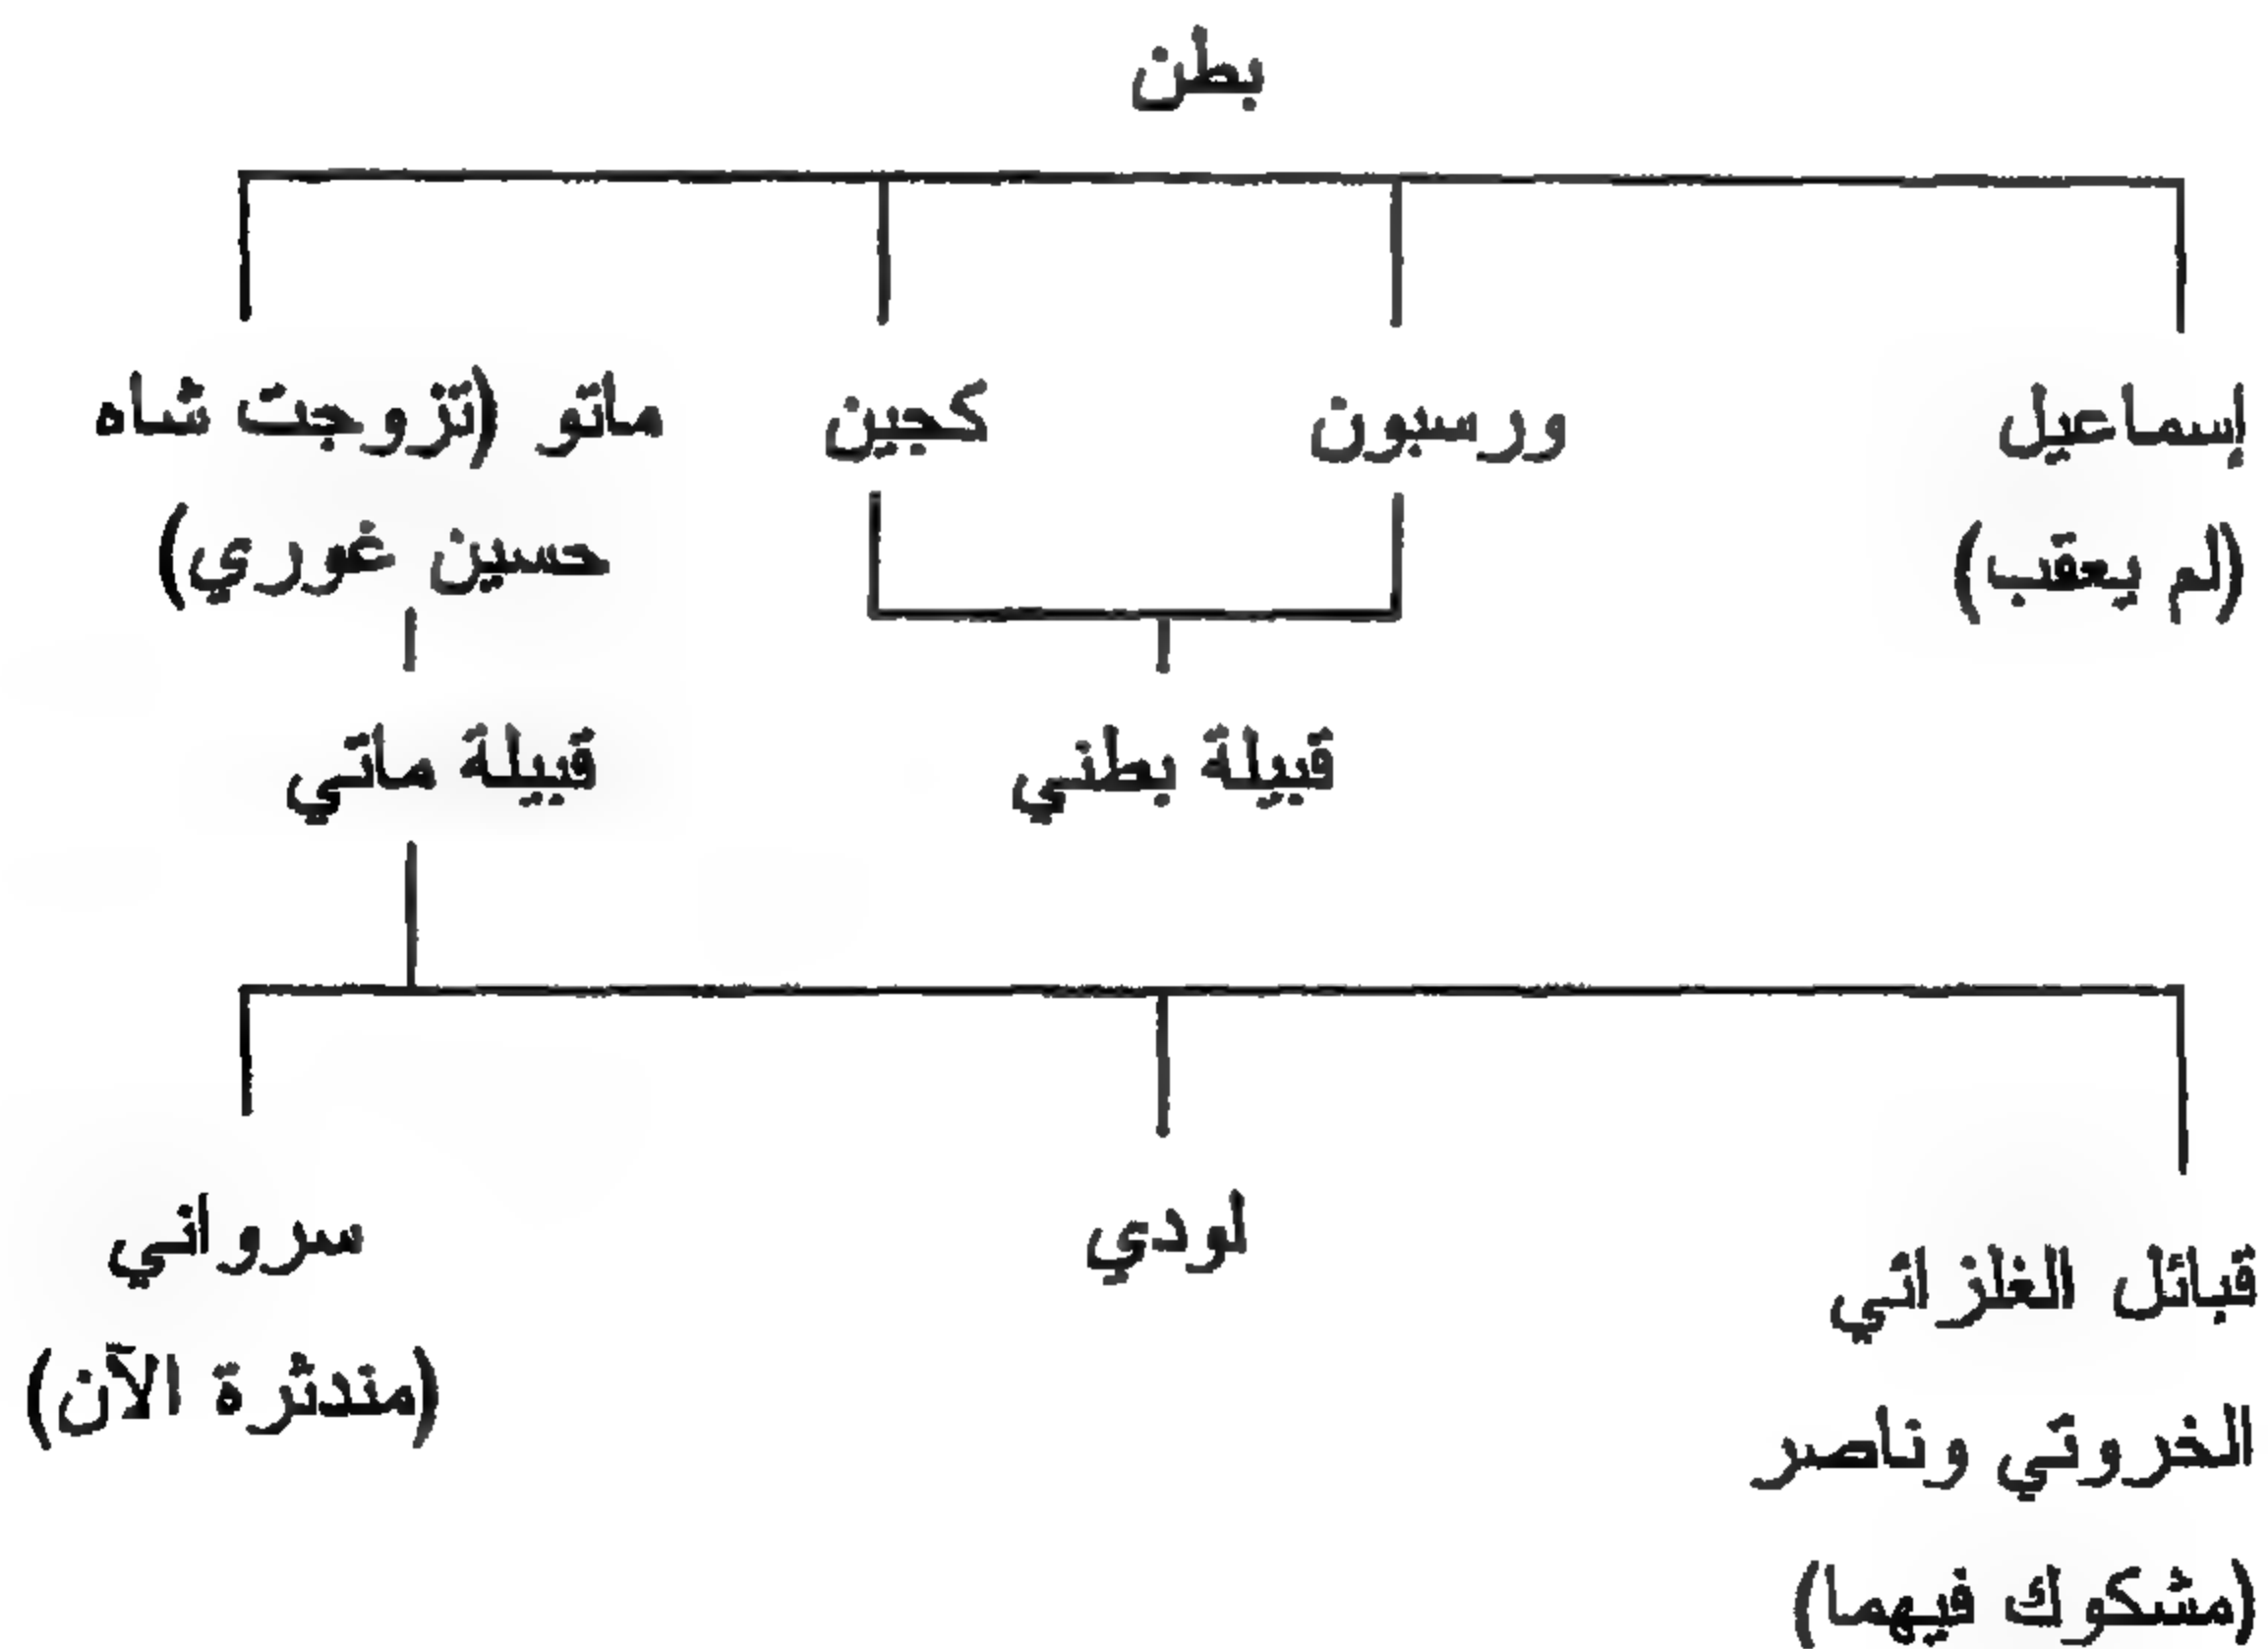 بطن
إسماعيل
(لم يعقب)
ورسبون
كجين
ماتو (تزوجت شاه
حسين غوري)
قبيلة بطني
قبيلة ماتي
قبائل الغلزائي
الخروئي وناصر
(مشكوك فيهما)
لودي
سرواني
(مندثرة الآن)